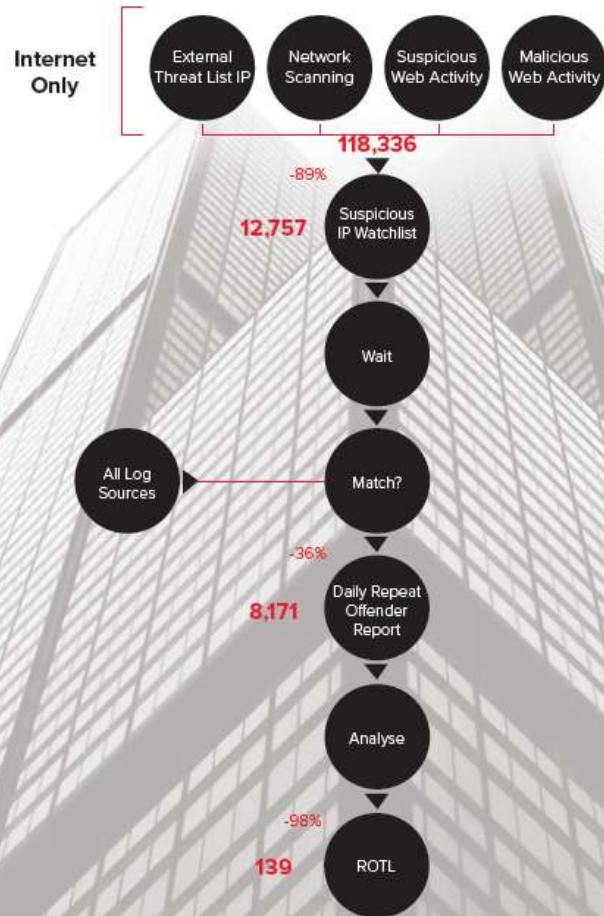 Internet
Only
External
Threat List IP
Network
Scanning
Suspicious
Web Activity
Malicious
Web Activity
118,336
-89%
12,757
Suspicious
IP Watchlist
Wait
All Log
Sources
Match?
-36%
8,171
Daily Repeat
Offender
Report
Analyse
-98%
139
ROTL